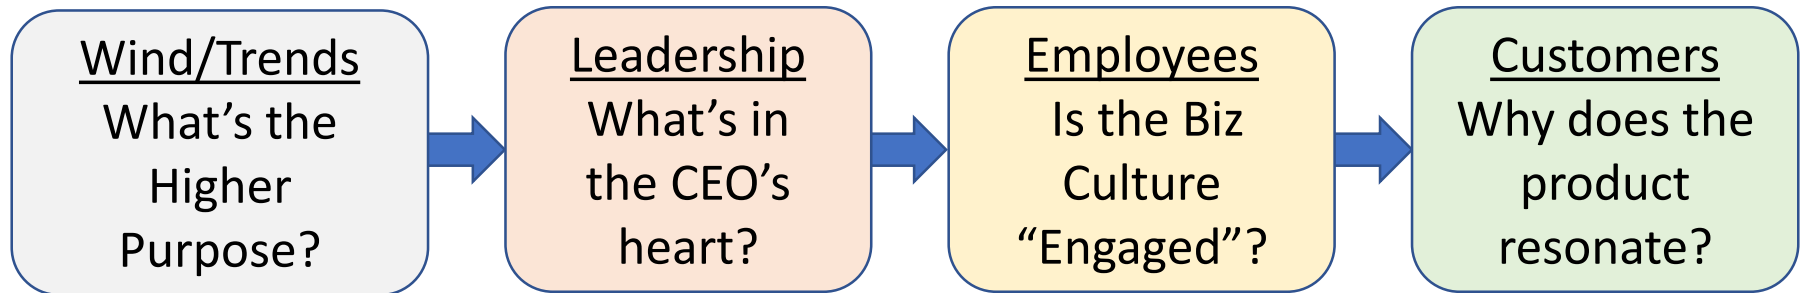 Wind/Trends
What’s the
Higher
Purpose?
Leadership
What’s in
the CEO’s
heart?
Employees
Is the Biz
Culture
“Engaged”?
Customers
Why does the
product
resonate?